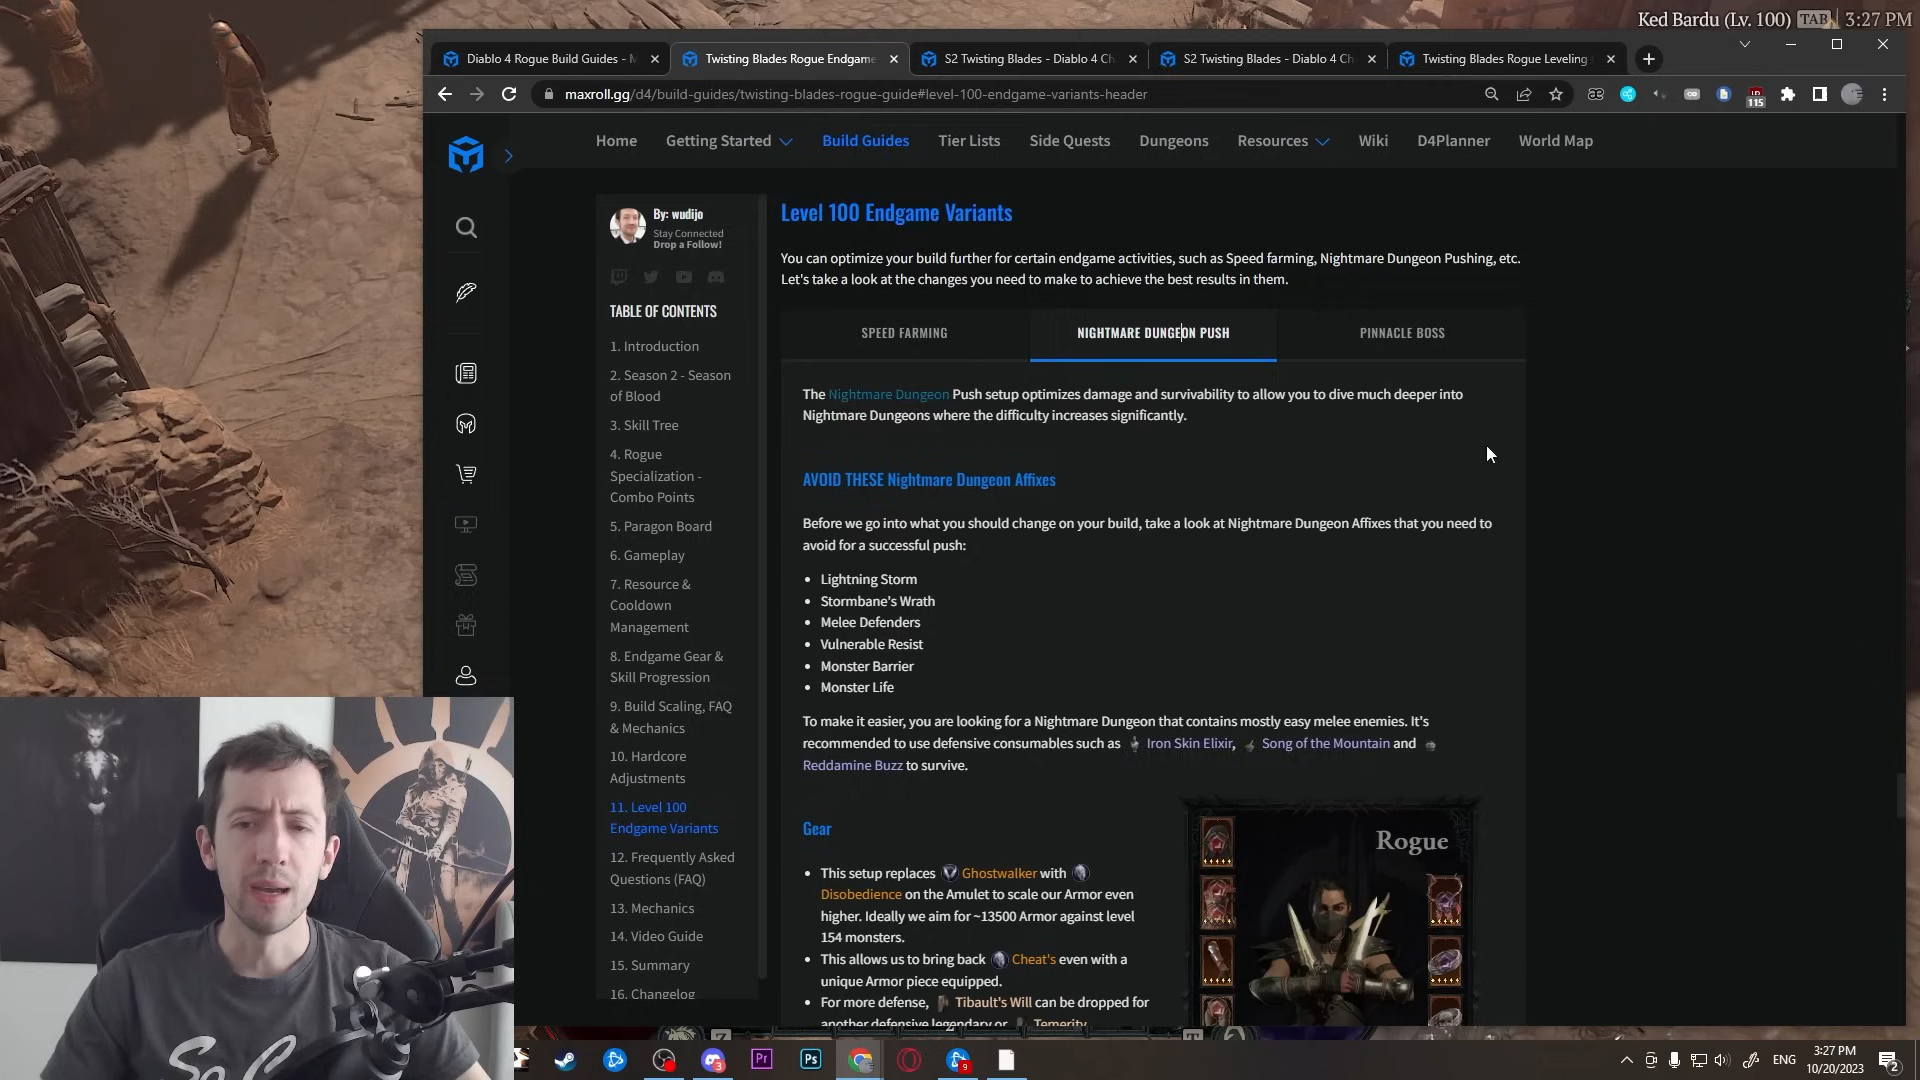 Ked Bardu (Lv. 100) TAB 3:27 PM
Diablo 4 Rogue Build Guides - M
Twisting Blades Rogue Endgame
S2 Twisting Blades - Diablo 4 Ch
S2 Twisting Blades - Diablo 4 Ch
Twisting Blades Rogue Leveling
maxroll.gg/d4/build-guides/twisting-blades-rogue-guide#level-100-endgame-variants-header
115
Home Getting Started Build Guides Tier Lists Side Quests Dungeons Resources Wiki D4Planner World Map
By: wudijo
Stay Connected
Drop a Follow!
TABLE OF CONTENTS
1. Introduction
2. Season 2 - Season
of Blood
3. Skill Tree
4. Rogue
Specialization -
Combo Points
5. Paragon Board
6. Gameplay
7. Resource &
Cooldown
Management
8. Endgame Gear &
Skill Progression
9. Build Scaling, FAQ
& Mechanics
10. Hardcore
Adjustments
11. Level 100
Endgame Variants
12. Frequently Asked
Questions (FAQ)
13. Mechanics
14. Video Guide
15. Summary
16. Changelog
Level 100 Endgame Variants
You can optimize your build further for certain endgame activities, such as Speed farming, Nightmare Dungeon Pushing, etc.
Let's take a look at the changes you need to make to achieve the best results in them.
SPEED FARMING NIGHTMARE DUNGEON PUSH PINNACLE BOSS
The Nightmare Dungeon Push setup optimizes damage and survivability to allow you to dive much deeper into
Nightmare Dungeons where the difficulty increases significantly.
AVOID THESE Nightmare Dungeon Affixes
Before we go into what you should change on your build, take a look at Nightmare Dungeon Affixes that you need to
avoid for a successful push:
• Lightning Storm
• Stormbane's Wrath
• Melee Defenders
• Vulnerable Resist
• Monster Barrier
• Monster Life
To make it easier, you are looking for a Nightmare Dungeon that contains mostly easy melee enemies. It's
recommended to use defensive consumables such as Iron Skin Elixir, Song of the Mountain and
Reddamine Buzz to survive.
Gear
• This setup replaces Ghostwalker with
Disobedience on the Amulet to scale our Armor even
higher. Ideally we aim for ~13500 Armor against level
154 monsters.
• This allows us to bring back Cheat's even with a
unique Armor piece equipped.
• For more defense, Tibault's Will can be dropped for
another defensive legendary or Temerity
Rogue
Pr
Ps
3
9
ENG
3:27 PM
10/20/2023
2